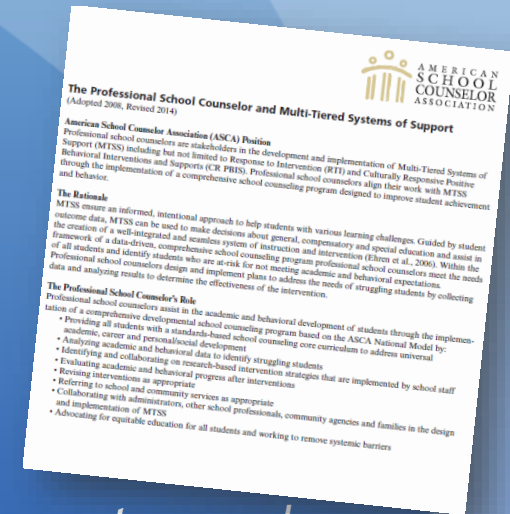 AMERICAN
SCHOOL
COUNSELOR
ASSOCIATION
The Professional School Counselor and Multi-Tiered Systems of Support
(Adopted 2008, Revised 2014)
American School Counselor Association (ASCA) Position
Professional school counselors are stakeholders in the development and implementation of Multi-Tiered Systems of
Support (MTSS) including but not limited to Response to Intervention (RTI) and Culturally Responsive Positive
Behavioral Interventions and Supports (CR PBIS). Professional school counselors align their work with MTSS
through the implementation of a comprehensive school counseling program designed to improve student achievement
and behavior.
The Rationale
MTSS ensure an informed, intentional approach to help students with various learning challenges. Guided by student
outcome data, MTSS can be used to make decisions about general, compensatory and special education and assist in
the creation of a well-integrated and seamless system of instruction and intervention (Ehren et al., 2006). Within the
framework of a data-driven, comprehensive school counseling program professional school counselors meet the needs
of all students and identify students who are at-risk for not meeting academic and behavioral expectations.
Professional school counselors design and implement plans to address the needs of struggling students by collecting
data and analyzing results to determine the effectiveness of the intervention.
The Professional School Counselor's Role
Professional school counselors assist in the academic and behavioral development of students through the implemen-
tation of a comprehensive developmental school counseling program based on the ASCA National Model by:
• Providing all students with a standards-based school counseling core curriculum to address universal
academic, career and personal/social development
• Analyzing academic and behavioral data to identify struggling students
• Identifying and collaborating on research-based intervention strategies that are implemented by school staff
• Evaluating academic and behavioral progress after interventions
• Revising interventions as appropriate
• Referring to school and community services as appropriate
• Collaborating with administrators, other school professionals, community agencies and families in the design
and implementation of MTSS
• Advocating for equitable education for all students and working to remove systemic barriers